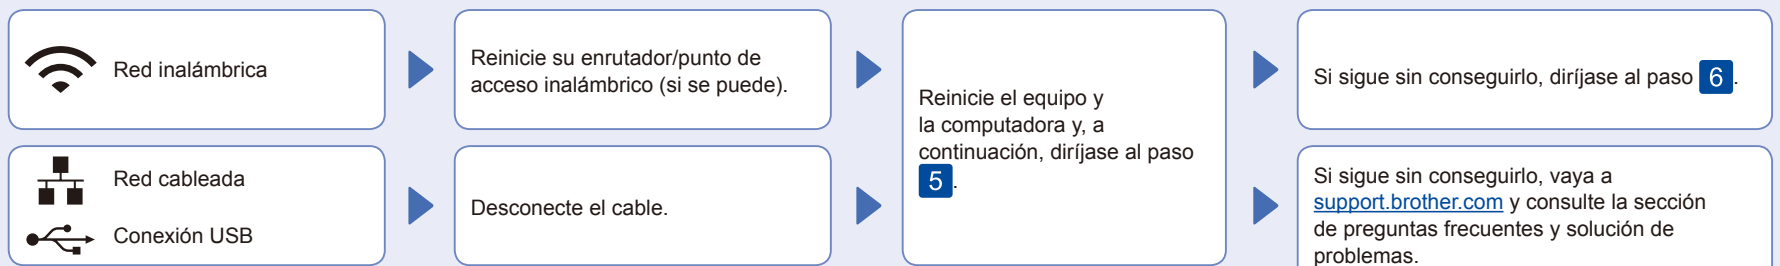 Red inalámbrica
Reinicie su enrutador/punto de
acceso inalámbrico (si se puede).
Reinicie el equipo y
la computadora y, a
continuación, diríjase al paso
5.
Si sigue sin conseguirlo, diríjase al paso 6.
Red cableada
Conexión USB
Desconecte el cable.
Si sigue sin conseguirlo, vaya a
support.brother.com y consulte la sección
de preguntas frecuentes y solución de
problemas.